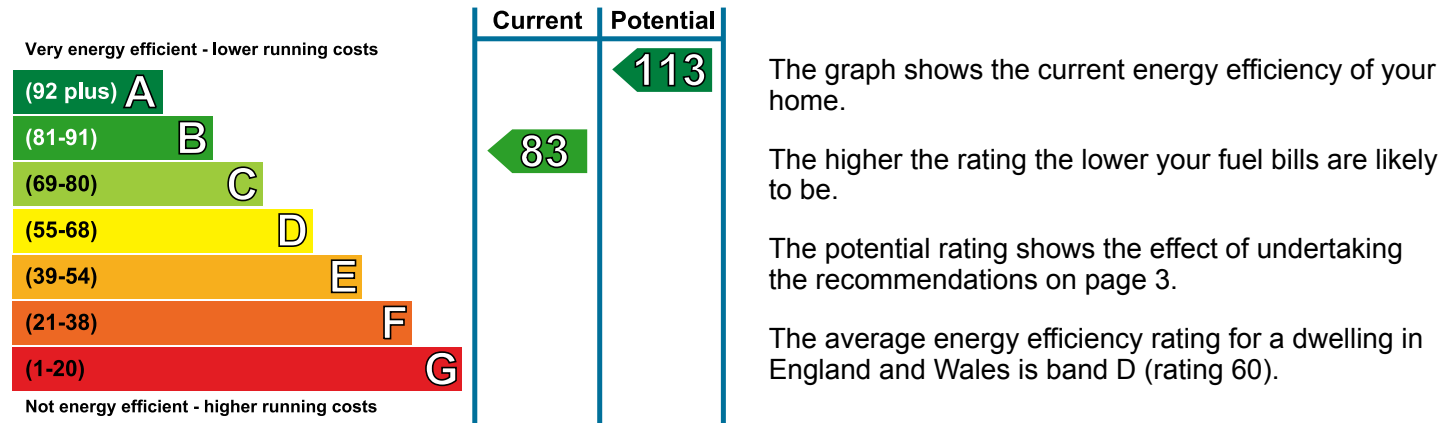 Current Potential
Very energy efficient - lower running costs
(92 plus) A
113
(81-91) B
83
(69-80) C
(55-68) D
(39-54) E
(21-38) F
(1-20) G
Not energy efficient - higher running costs
The graph shows the current energy efficiency of your
home.
The higher the rating the lower your fuel bills are likely
to be.
The potential rating shows the effect of undertaking
the recommendations on page 3.
The average energy efficiency rating for a dwelling in
England and Wales is band D (rating 60).